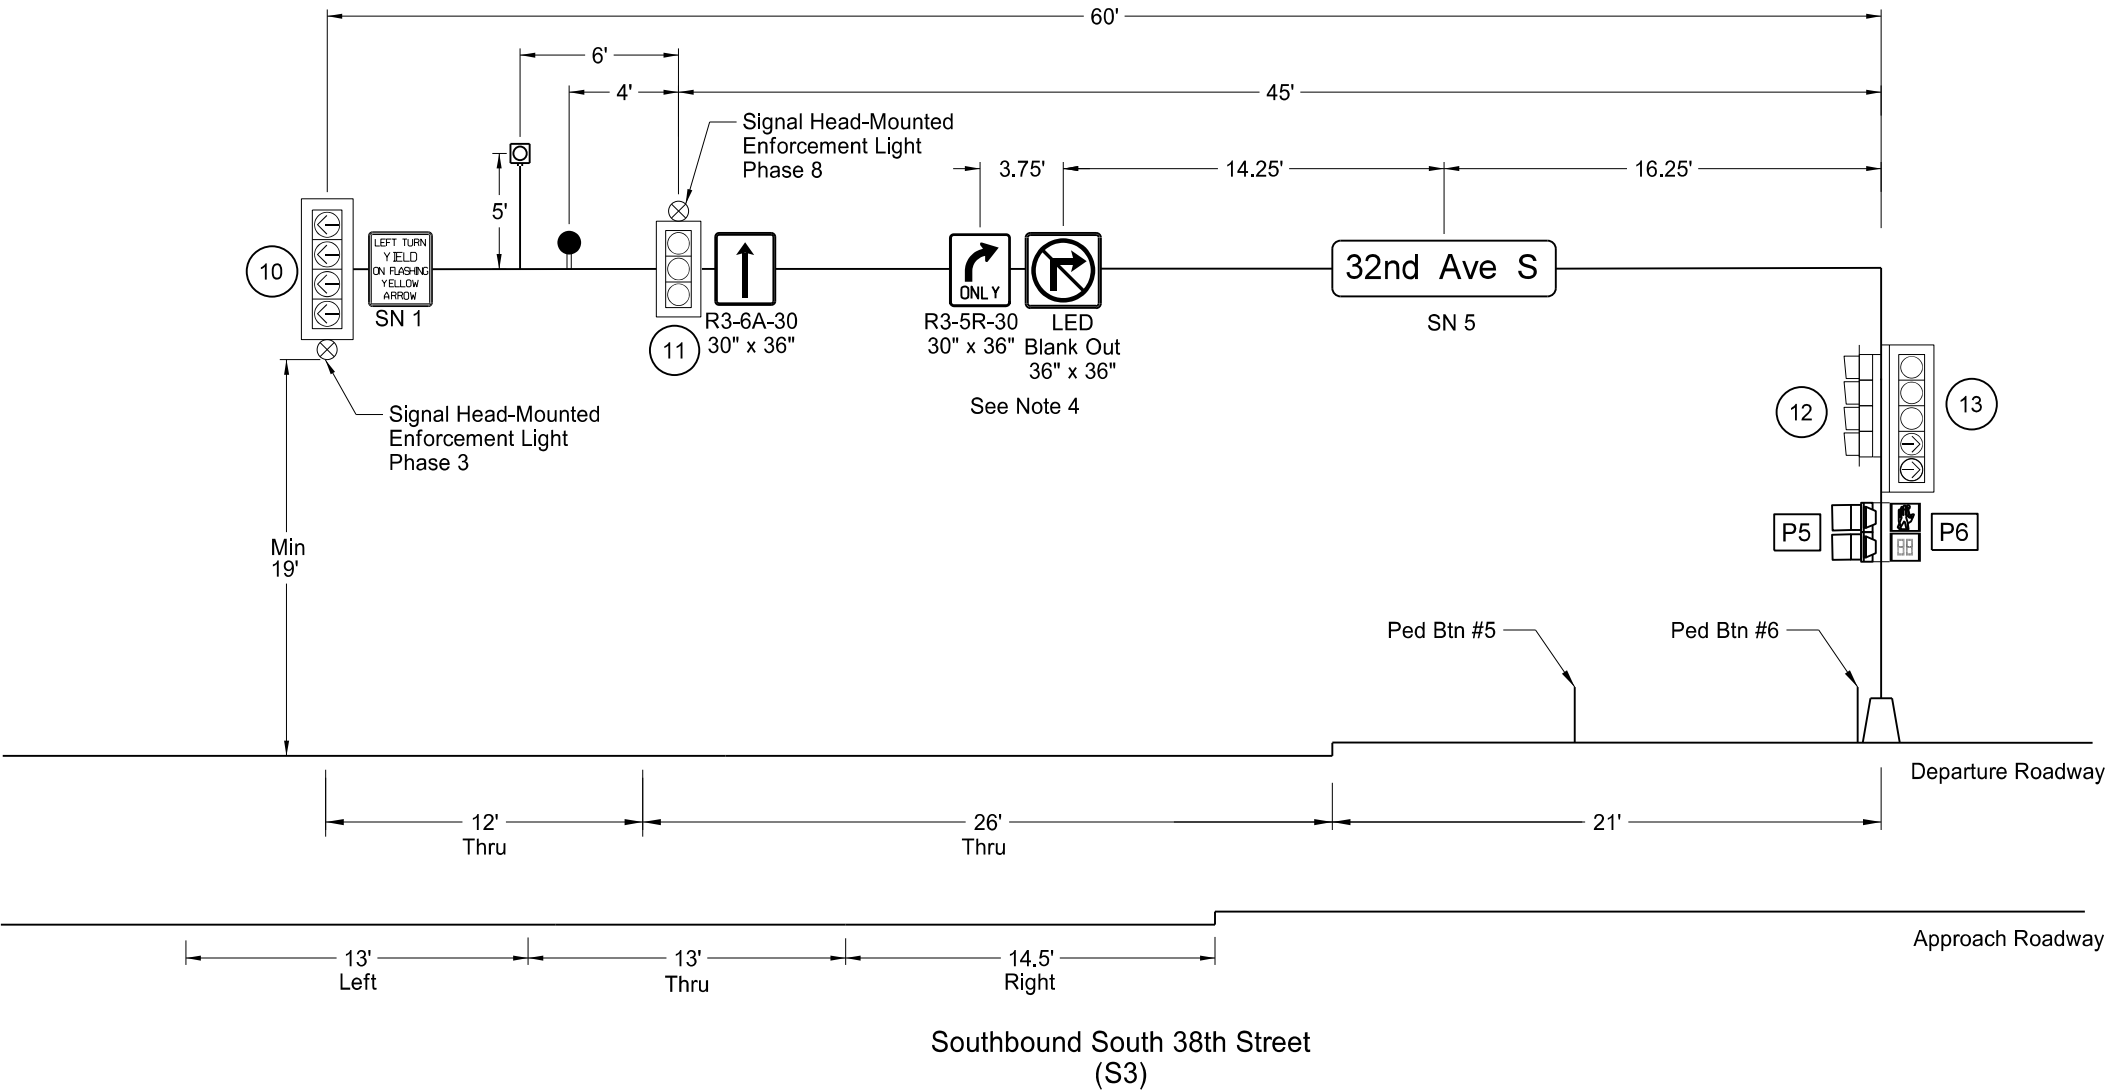 60'
6'
4'
45'
Signal Head-Mounted
Enforcement Light
Phase 8
3.75'
14.25'
16.25'
5'
10
LEFT TURN
YIELD
ON FLASHING
YELLOW
ARROW
SN 1
11
R3-6A-30
30" x 36"
ONLY
R3-5R-30
30" x 36"
LED
Blank Out
36" x 36"
See Note 4
32nd Ave S
SN 5
Signal Head-Mounted
Enforcement Light
Phase 3
12
13
P5
88
P6
Min
19'
Ped Btn #5
Ped Btn #6
Departure Roadway
12'
Thru
26'
Thru
21'
Approach Roadway
13'
Left
13'
Thru
14.5'
Right
Southbound South 38th Street
(S3)